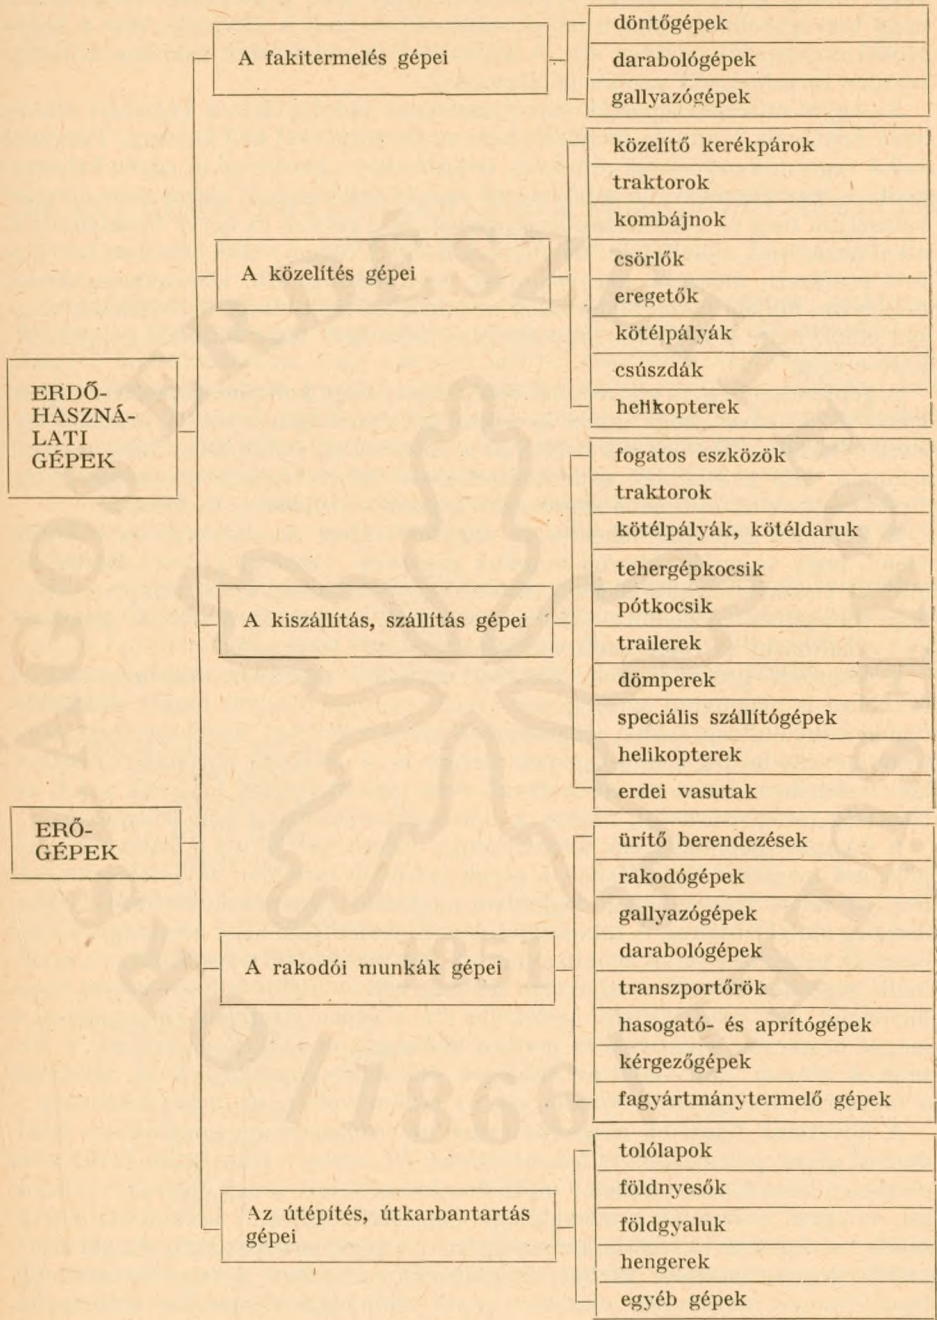 ERDŐ-
HASZNÁ-
LATI
GÉPEK
ERŐ-
GÉPEK
A fakitermelés gépei
döntőgépek
darabológépek
gallyazógépek
A közelítés gépei
közelítő kerékpárok
traktorok
kombájnok
csörlők
eregetők
kötélpályák
csúszdák
helikopterek
A kiszállítás, szállítás gépei
fogatos eszközök
traktorok
kötélpályák, kötéldaruk
tehergépkocsik
pótkocsik
trailerek
dömperek
speciális szállítógépek
helikopterek
erdei vasutak
A rakodói munkák gépei
ürítő berendezések
rakodógépek
gallyazógépek
darabológépek
transzportőrök
hasogató- és aprítógépek
kérgezőgépek
fagyártmánytermelő gépek
Az útépítés, útkarbantartás
gépei
tolólapok
földnyesők
földgyaluk
hengerek
egyéb gépek
1851
1866